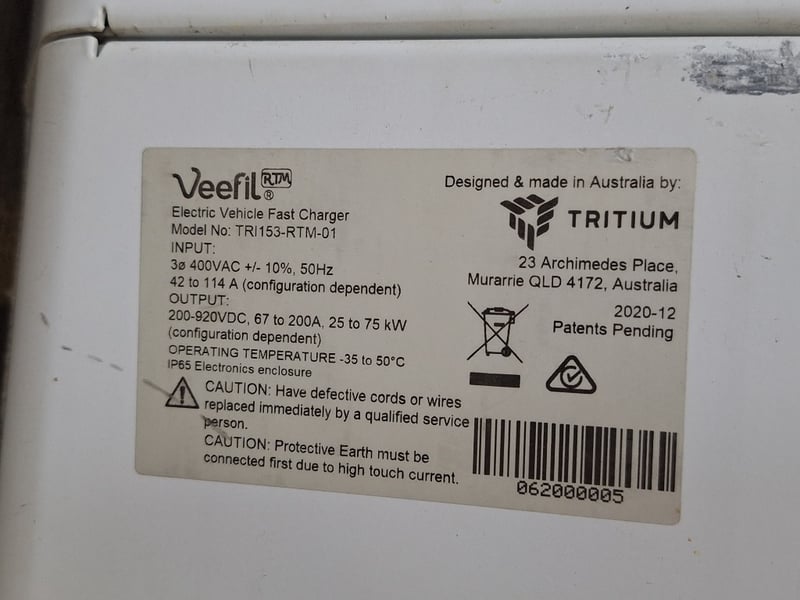 Veefil RTM ®
Electric Vehicle Fast Charger
Model No: TRI153-RTM-01
INPUT:
3ø 400VAC +/- 10%, 50Hz
42 to 114 A (configuration dependent)
OUTPUT:
200-920VDC, 67 to 200A, 25 to 75 kW
(configuration dependent)
OPERATING TEMPERATURE -35 to 50°C
IP65 Electronics enclosure
CAUTION: Have defective cords or wires
replaced immediately by a qualified service
person.
CAUTION: Protective Earth must be
connected first due to high touch current.
Designed & made in Australia by:
TRITIUM
23 Archimedes Place,
Murarrie QLD 4172, Australia
2020-12
Patents Pending
062000005